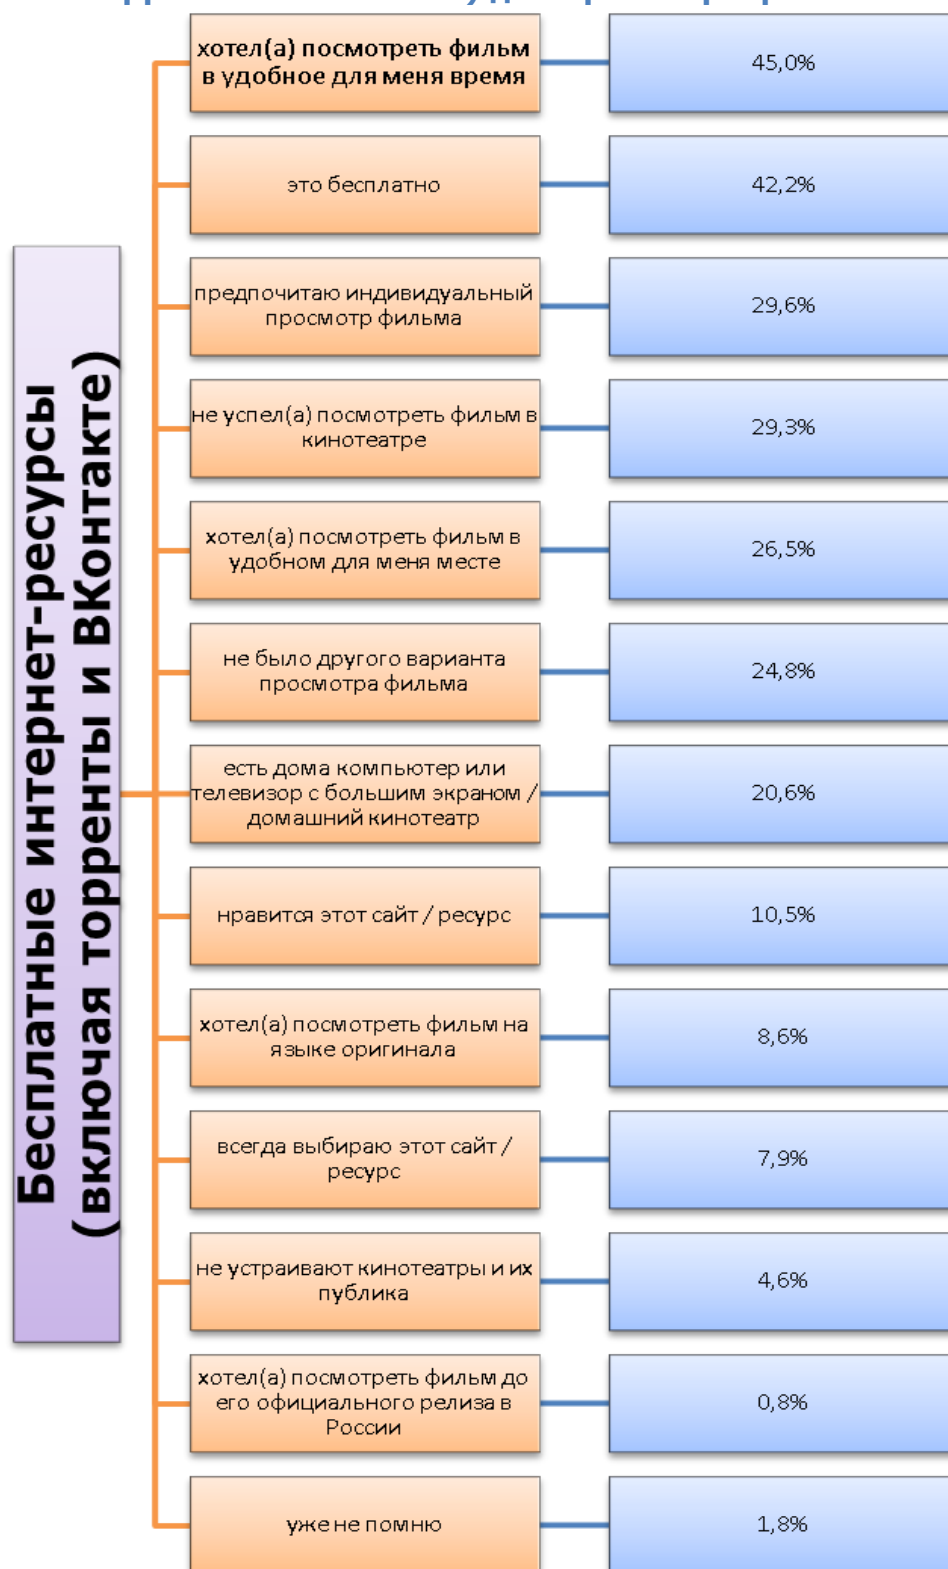 Бесплатные интернет-ресурсы
(включая торренты и ВКонтакте)
хотел(а) посмотреть фильм
в удобное для меня время
45,0%
это бесплатно
42,2%
предпочитаю индивидуальный
просмотр фильма
29,6%
не успел(а) посмотреть фильм в
кинотеатре
29,3%
хотел(а) посмотреть фильм в
удобном для меня месте
26,5%
не было другого варианта
просмотра фильма
24,8%
есть дома компьютер или
телевизор с большим экраном /
домашний кинотеатр
20,6%
нравится этот сайт / ресурс
10,5%
хотел(а) посмотреть фильм на
языке оригинала
8,6%
всегда выбираю этот сайт /
ресурс
7,9%
не устраивают кинотеатры и их
публика
4,6%
хотел(а) посмотреть фильм до
его официального релиза в
России
0,8%
уже не помню
1,8%